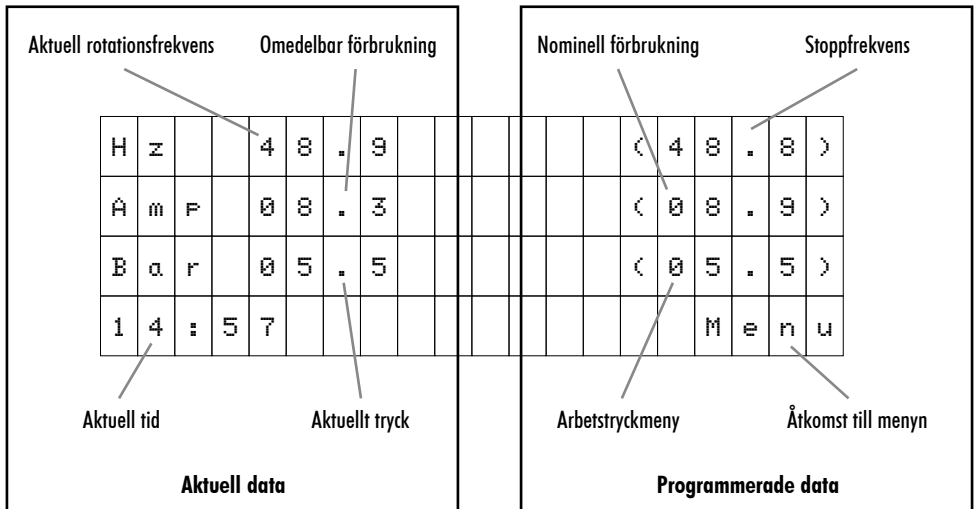 Aktuell rotationsfrekvens Omedelbar förbrukning Nominell förbrukning Stoppfrekvens
Hz 48.9 (48.8)
Amp 08.3 (08.9)
Bar 05.5 (05.5)
14:57 Menu
Aktuell tid Aktuellt tryck Arbetstryckmeny Åtkomst till menyn
Aktuell data Programmerade data